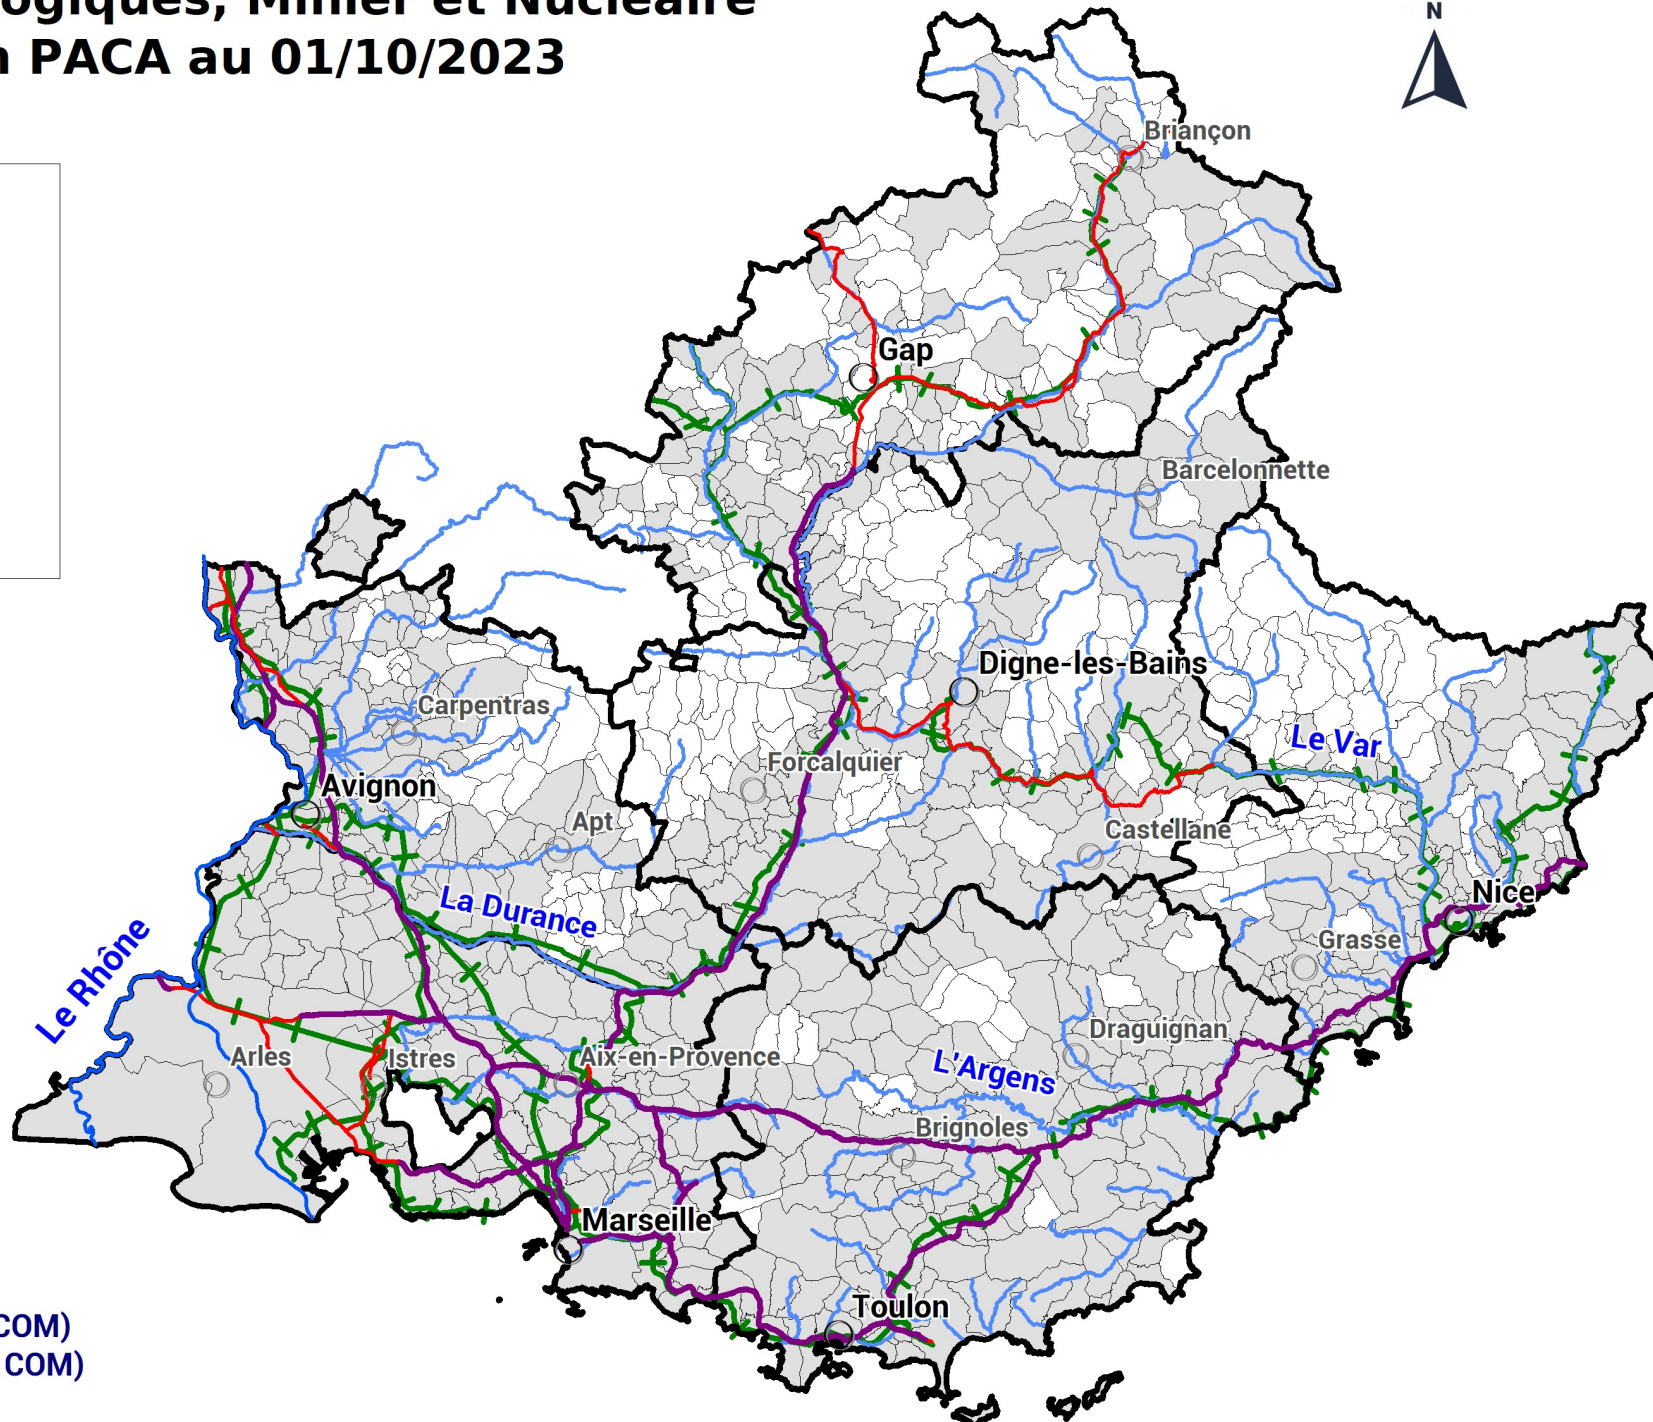 Nucléaire
n PACA au 01/10/2023
N
Briançon
Gap
Barcelonnette
Digne-les-Bains
Carpentras
Le Var
Forcalquier
Avignon
Apt
Castellane
La Durance
Nice
Le Rhône
Grasse
Draguignan
Arles
Istres
Aix-en-Provence
L'Argens
Brignoles
Marseille
Toulon
COM)
COM)